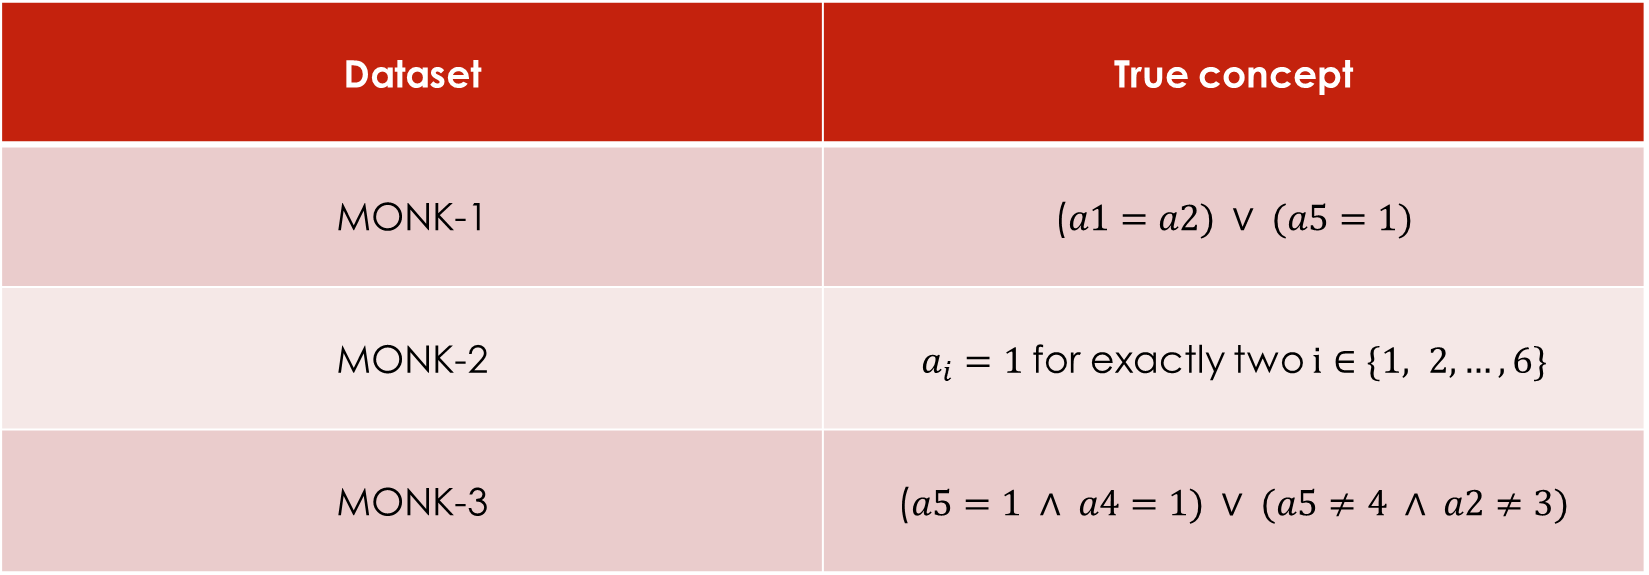 Dataset
True concept
MONK-1
(𝑎1 = 𝑎2) ∨ (𝑎5 = 1)
MONK-2
𝑎ᵢ = 1 for exactly two i ∈ {1, 2, … , 6}
MONK-3
(𝑎5 = 1 ∧ 𝑎4 = 1) ∨ (𝑎5 ≠ 4 ∧ 𝑎2 ≠ 3)